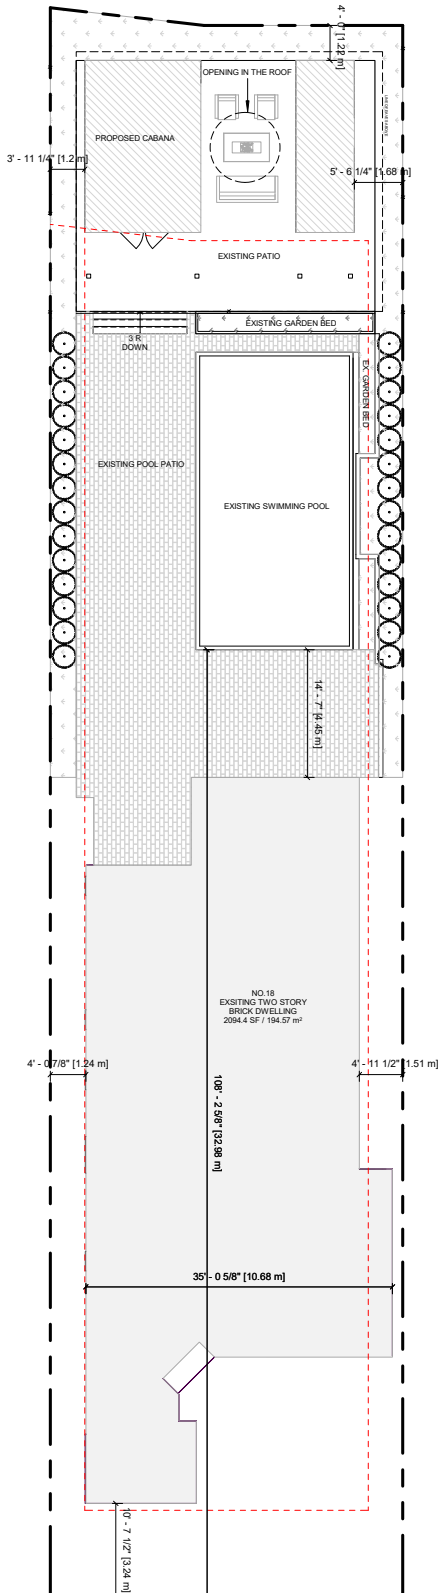 4' - 0" [1.22 m]
OPENING IN THE ROOF
PROPOSED CABANA
3' - 11 1/4" [1.2 m]
5' - 6 1/4" [1.68 m]
EXISTING PATIO
EXISTING GARDEN BED
3 R
DOWN
EX GARDEN BED
EXISTING POOL PATIO
EXISTING SWIMMING POOL
14' - 7" [4.45 m]
NO.18
EXSITING TWO STORY
BRICK DWELLING
2094.4 SF / 194.57 m²
4' - 0 7/8" [1.24 m]
4' - 11 1/2" [1.51 m]
108' - 2 5/8" [32.98 m]
35' - 0 5/8" [10.68 m]
10' - 7 1/2" [3.24 m]